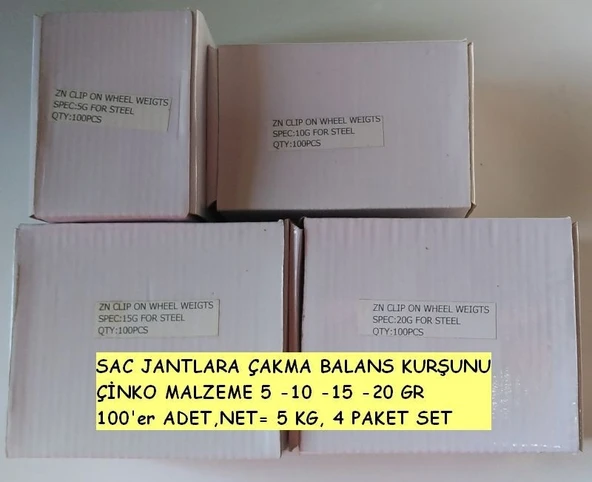 ZN CLIP ON WHEEL WEIGTS
SPEC:5G FOR STEEL
QTY:100PCS
ZN CLIP ON WHEEL WEIGTS
SPEC:10G FOR STEEL
QTY:100PCS
ZN CLIP ON WHEEL WEIGTS
SPEC:15G FOR STEEL
QTY:100PCS
ZN CLIP ON WHEEL WEIGTS
SPEC:20G FOR STEEL
QTY:100PCS
SAC JANTLARA ÇAKMA BALANS KURŞUNU
ÇİNKO MALZEME 5 -10 -15 -20 GR
100'er ADET,NET= 5 KG, 4 PAKET SET